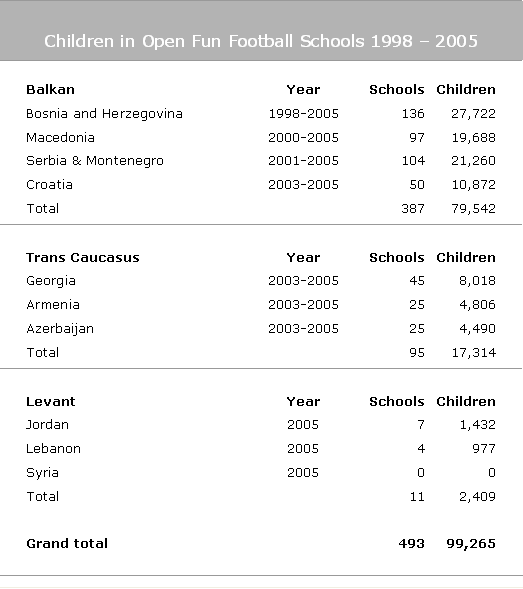 Children in Open Fun Football Schools 1998 – 2005
Balkan Year Schools Children
Bosnia and Herzegovina 1998-2005 136 27,722
Macedonia 2000-2005 97 19,688
Serbia & Montenegro 2001-2005 104 21,260
Croatia 2003-2005 50 10,872
Total 387 79,542
Trans Caucasus Year Schools Children
Georgia 2003-2005 45 8,018
Armenia 2003-2005 25 4,806
Azerbaijan 2003-2005 25 4,490
Total 95 17,314
Levant Year Schools Children
Jordan 2005 7 1,432
Lebanon 2005 4 977
Syria 2005 0 0
Total 11 2,409
Grand total 493 99,265